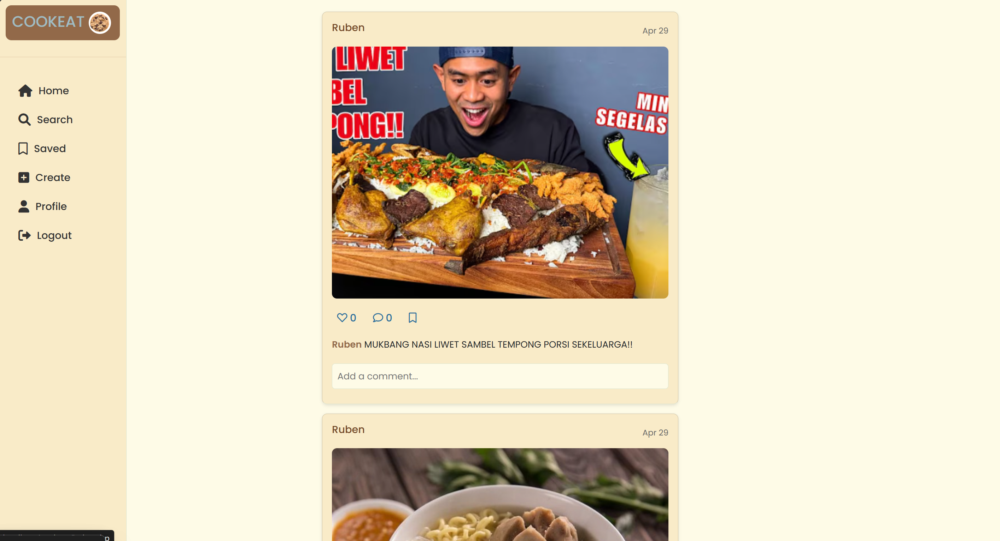 COOKEAT
Home
Search
Saved
Create
Profile
Logout
Ruben
Apr 29
LIWET
BEL
PONG!!
MIN
SEGELAS
0 0
Ruben MUKBANG NASI LIWET SAMBEL TEMPONG PORSI SEKELUARGA!!
Add a comment...
Ruben
Apr 29